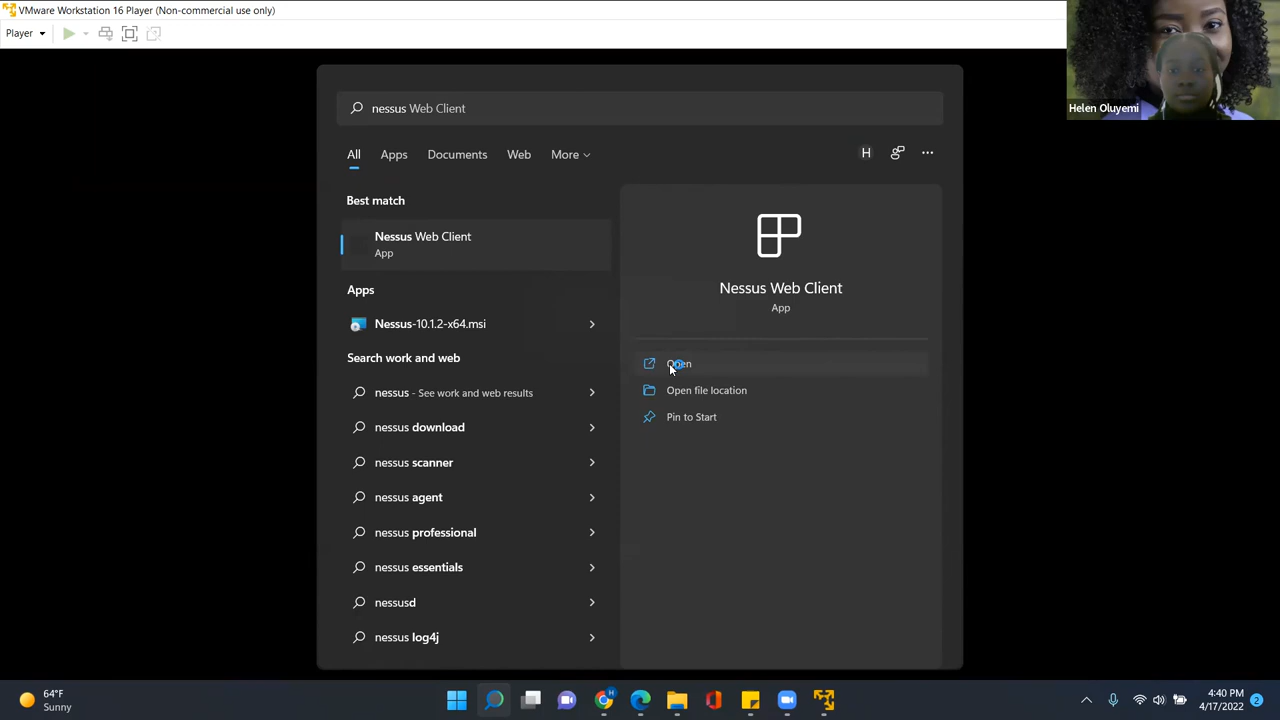 VMware Workstation 16 Player (Non-commercial use only)
Player
Helen Oluyemi
nessus Web Client
All Apps Documents Web More
H
Best match
Nessus Web Client
App
Apps
Nessus-10.1.2-x64.msi
Search work and web
nessus - See work and web results
nessus download
nessus scanner
nessus agent
nessus professional
nessus essentials
nessusd
nessus log4j
Nessus Web Client
App
Open
Open file location
Pin to Start
64°F
Sunny
H
4:40 PM
4/17/2022
2